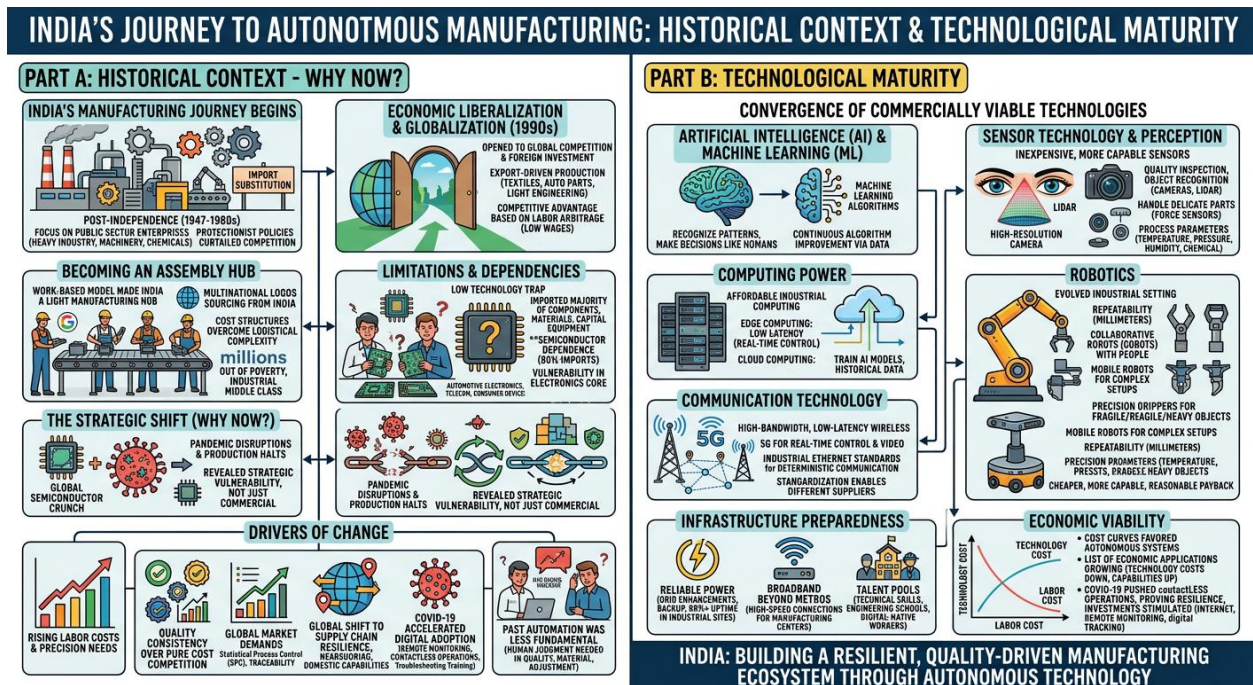 INDIA'S JOURNEY TO AUTONOTMOUS MANUFACTURING: HISTORICAL CONTEXT & TECHNOLOGICAL MATURITY
PART A: HISTORICAL CONTEXT - WHY NOW?
INDIA'S MANUFACTURING JOURNEY BEGINS
IMPORT
SUBSTITUTION
POST-INDEPENDENCE (1947-1980s)
FOCUS ON PUBLIC SECTUR ENTERPRISSS
(HEAVY INDUSTRY, MACHINERY, CHEMICALS)
PROTECTIONIST POLICIES
CURTAILED COMPETITION
ECONOMIC LIBERALIZATION
& GLOBALIZATION (1990s)
OPENED TO GLOBAL COMPETITION
& FOREIGN INVESTMENT
EXPORT-DRIVEN PRODUCTION
(TEXTILES, AUTO PARTS,
LIGHT ENGINEERING)
COMPETITIVE ADVANTAGE
BASED ON LABOR ARBITRAGE
(LOW WAGES)
BECOMING AN ASSEMBLY HUB
WORK-BASED MODEL MADE INDIA
A LIGHT MANUFACTURING NOB
G
MULTINATIONAL LOGOS
SOURCING FROM INDIA
COST STRUCTURES
OVERCOME LOGISTICAL
COMPLEXITY
millions
OUT OF POVERTY,
INDUSTRIAL
MIDDLE CLASS
LIMITATIONS & DEPENDENCIES
LOW TECHNOLOGY TRAP
? ?
?
IMPORTED MAJORITY
OF COMPONENTS,
MATERIALS, CAPITAL
EQUIPMENT
**SEMICONDUCTOR
DEPENDENCE
(80% IMPORTS)
VULNERABILITY IN
ELECTRONICS CORE
AUTOMOTIVE ELECTRONICS,
CONSUMER
THE STRATEGIC SHIFT (WHY NOW?)
+
GLOBAL
SEMICONDUCTOR
CRUNCH
PANDEMIC DISRUPTIONS
& PRODUCTION HALTS
REVEALED STRATEGIC
VULNERABILITY,
NOT JUST
COMMERCIAL
PANDEMIC
DISRUPTIONS &
PRODUCTION HALTS
REVEALED STRATEGIC
VULNERABILITY, NOT JUST COMMERCIAL
DRIVERS OF CHANGE
RISING LABOR COSTS
& PRECISION NEEDS
QUALITY
CONSISTENCY
OVER PURE COST
COMPETITION
GLOBAL MARKET
DEMANDS
Statistical Process Control
(SPC), TRACEABILITY
GLOBAL SHIFT TO
SUPPLY CHAIN
RESILIENCE,
NEARSUORIAG,
DOMESTIC CAPABILITIES
COVID-19
ACCELERATED
DIGITAL ADOPTION
(REMOTE MONITORING,
CONTACTLESS OPERATIONS,
Troubleshooting Training)
? ?
PAST AUTOMATION WAS
LESS FUNDAMENTAL
(HUMAN JUDGMENT NEEDED
IN QUALITY, MATERIAL,
ADJUSTMENT)
PART B: TECHNOLOGICAL MATURITY
CONVERGENCE OF COMMERCIALLY VIABLE TECHNOLOGIES
ARTIFICIAL INTELLIGENCE (AI) &
MACHINE LEARNING (ML)
MACHINE
LEARNING
ALGORITHMS
RECOGNIZE PATTERNS,
MAKE DECISIONS LIKE NOMANS
CONTINUOUS ALGORITHM
IMPROVEMENT VIA DATA
SENSOR TECHNOLOGY & PERCEPTION
INEXPENSIVE, MORE CAPABLE SENSORS
LIDAR
HIGH-RESOLUTION
CAMERA
QUALITY INSPECTION,
OBJECT RECOGNITION
(CAMERAS, LIDAR)
HANDLE DELICATE PARTS
(FORCE SENSORS)
PROCESS PARAMETERS
(TEMPERATURE, PRESSURE,
HUMIDITY, CHEMICAL)
COMPUTING POWER
AFFORDABLE INDUSTRIAL
COMPUTING
EDGE COMPUTING:
LOW LATENCY
(REAL-TIME CONTROL)
CLOUD COMPUTING:
TRAIN AI MODELS,
HISTORICAL DATA
ROBOTICS
EVOLVED INDUSTRIAL SETTING
REPEATABILITY
(MILLIMETERS)
COLLABORATIVE
ROROTS (COBOTS)
WITH PEOPLE
MOBILE ROBOTS
FOR COMPLEX
SETUPS
PRECISION GRIPPERS FOR
FRAGILE/REAGILE/HEAVY OBJECTS
MOBILE ROBOTS FOR COMPLEX SETUPS
REPEATABILITY (MILLIMETERS)
PRECISION PROMETERS (TEMPERATURE,
HEAVY OBJECTS
CHEAPER, MORE CAPABLE, REASONABLE PAYBACK
COMMUNICATION TECHNOLOGY
5G
HIGH-BANDWIDTH, LOW-LATENCY WIRELESS
5G FOR REAL-TIME CONTROL & VIDEO
INDUSTRIAL ETHERNET STANDARDS
for DETERMINISTIC COMMUNICATION
STANDARDIZATION ENABLES
DIFFERENT SUPPLIERS
INFRASTRUCTURE PREPAREDNESS
RELIABLE POWER
(GRID ENHANCEMENTS,
BACKUP, UPTIME
IN INDUSTRIAL SITES)
BROADBAND
BEYOND METROS
(HIGH-SPEED CONNECTIONS
FOR MANUFACTURING
CENTERS)
TALENT POOLS
(TECUNICAL SKILLS,
ENGINEERING SCHOOLS,
DIGITAL-NATIVE
WORKERS)
ECONOMIC VIABILITY
TECHNOLOGY
COST
LABOR
COST
LABOR COST
• COST CURVES FAVORED
AUTONOMOUS SYSTEMS
• LIST OF ECONOMIC APPLICATIONS
GROWING (TECHNOLOGY COSTS
DOWN, CAPABILITIES UP)
• COVID-19 PUSHED coutactLESS
OPERATIONS, PROVING RESILIENCE,
INVESTMENTS STIMULATED (INTERNET,
REMOTE MONITORING, digital
TRACKING)
INDIA: BUILDING A RESILIENT, QUALITY-DRIVEN MANUFACTURING
ECOSYSTEM THROUGH AUTONOMOUS TECHNOLOGY